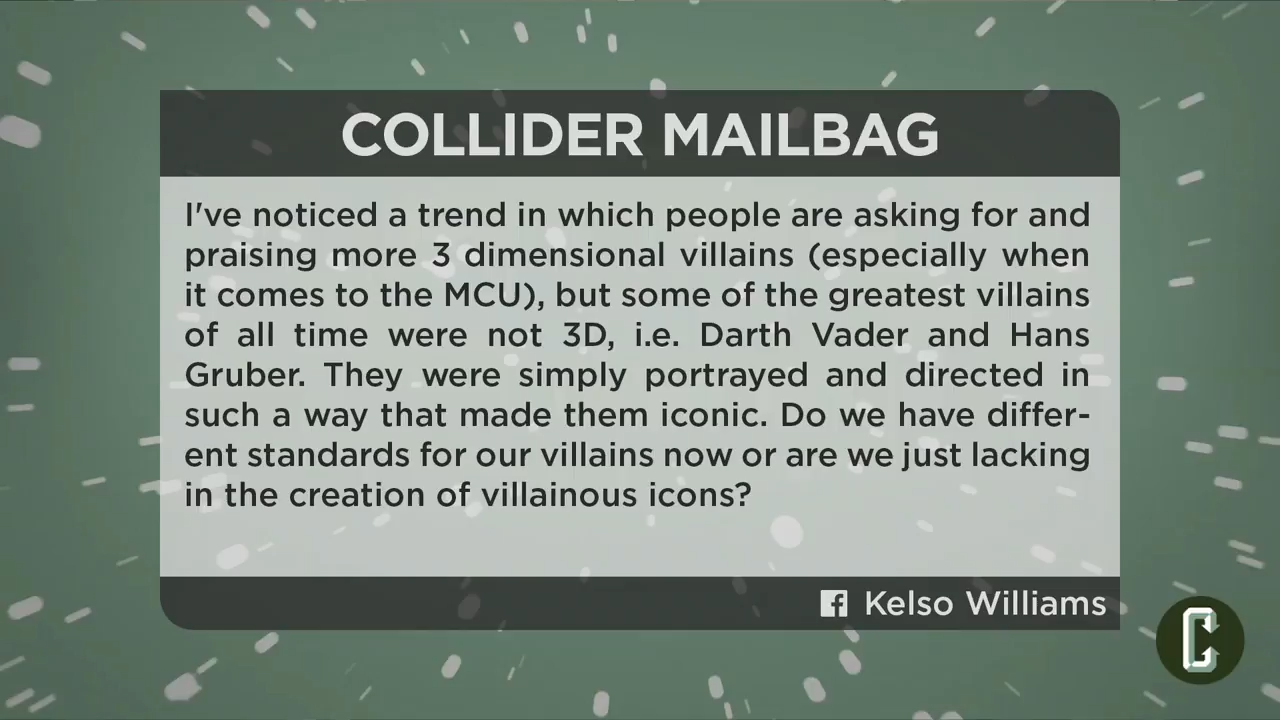 COLLIDER MAILBAG
I've noticed a trend in which people are asking for and
praising more 3 dimensional villains (especially when
it comes to the MCU), but some of the greatest villains
of all time were not 3D, i.e. Darth Vader and Hans
Gruber. They were simply portrayed and directed in
such a way that made them iconic. Do we have differ-
ent standards for our villains now or are we just lacking
in the creation of villainous icons?
Kelso Williams